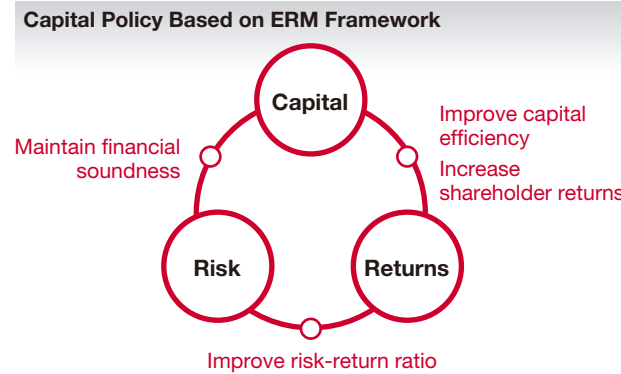 Capital Policy Based on ERM Framework
Capital
Improve capital
efficiency
Increase
shareholder returns
Maintain financial
soundness
Risk
Returns
Improve risk-return ratio